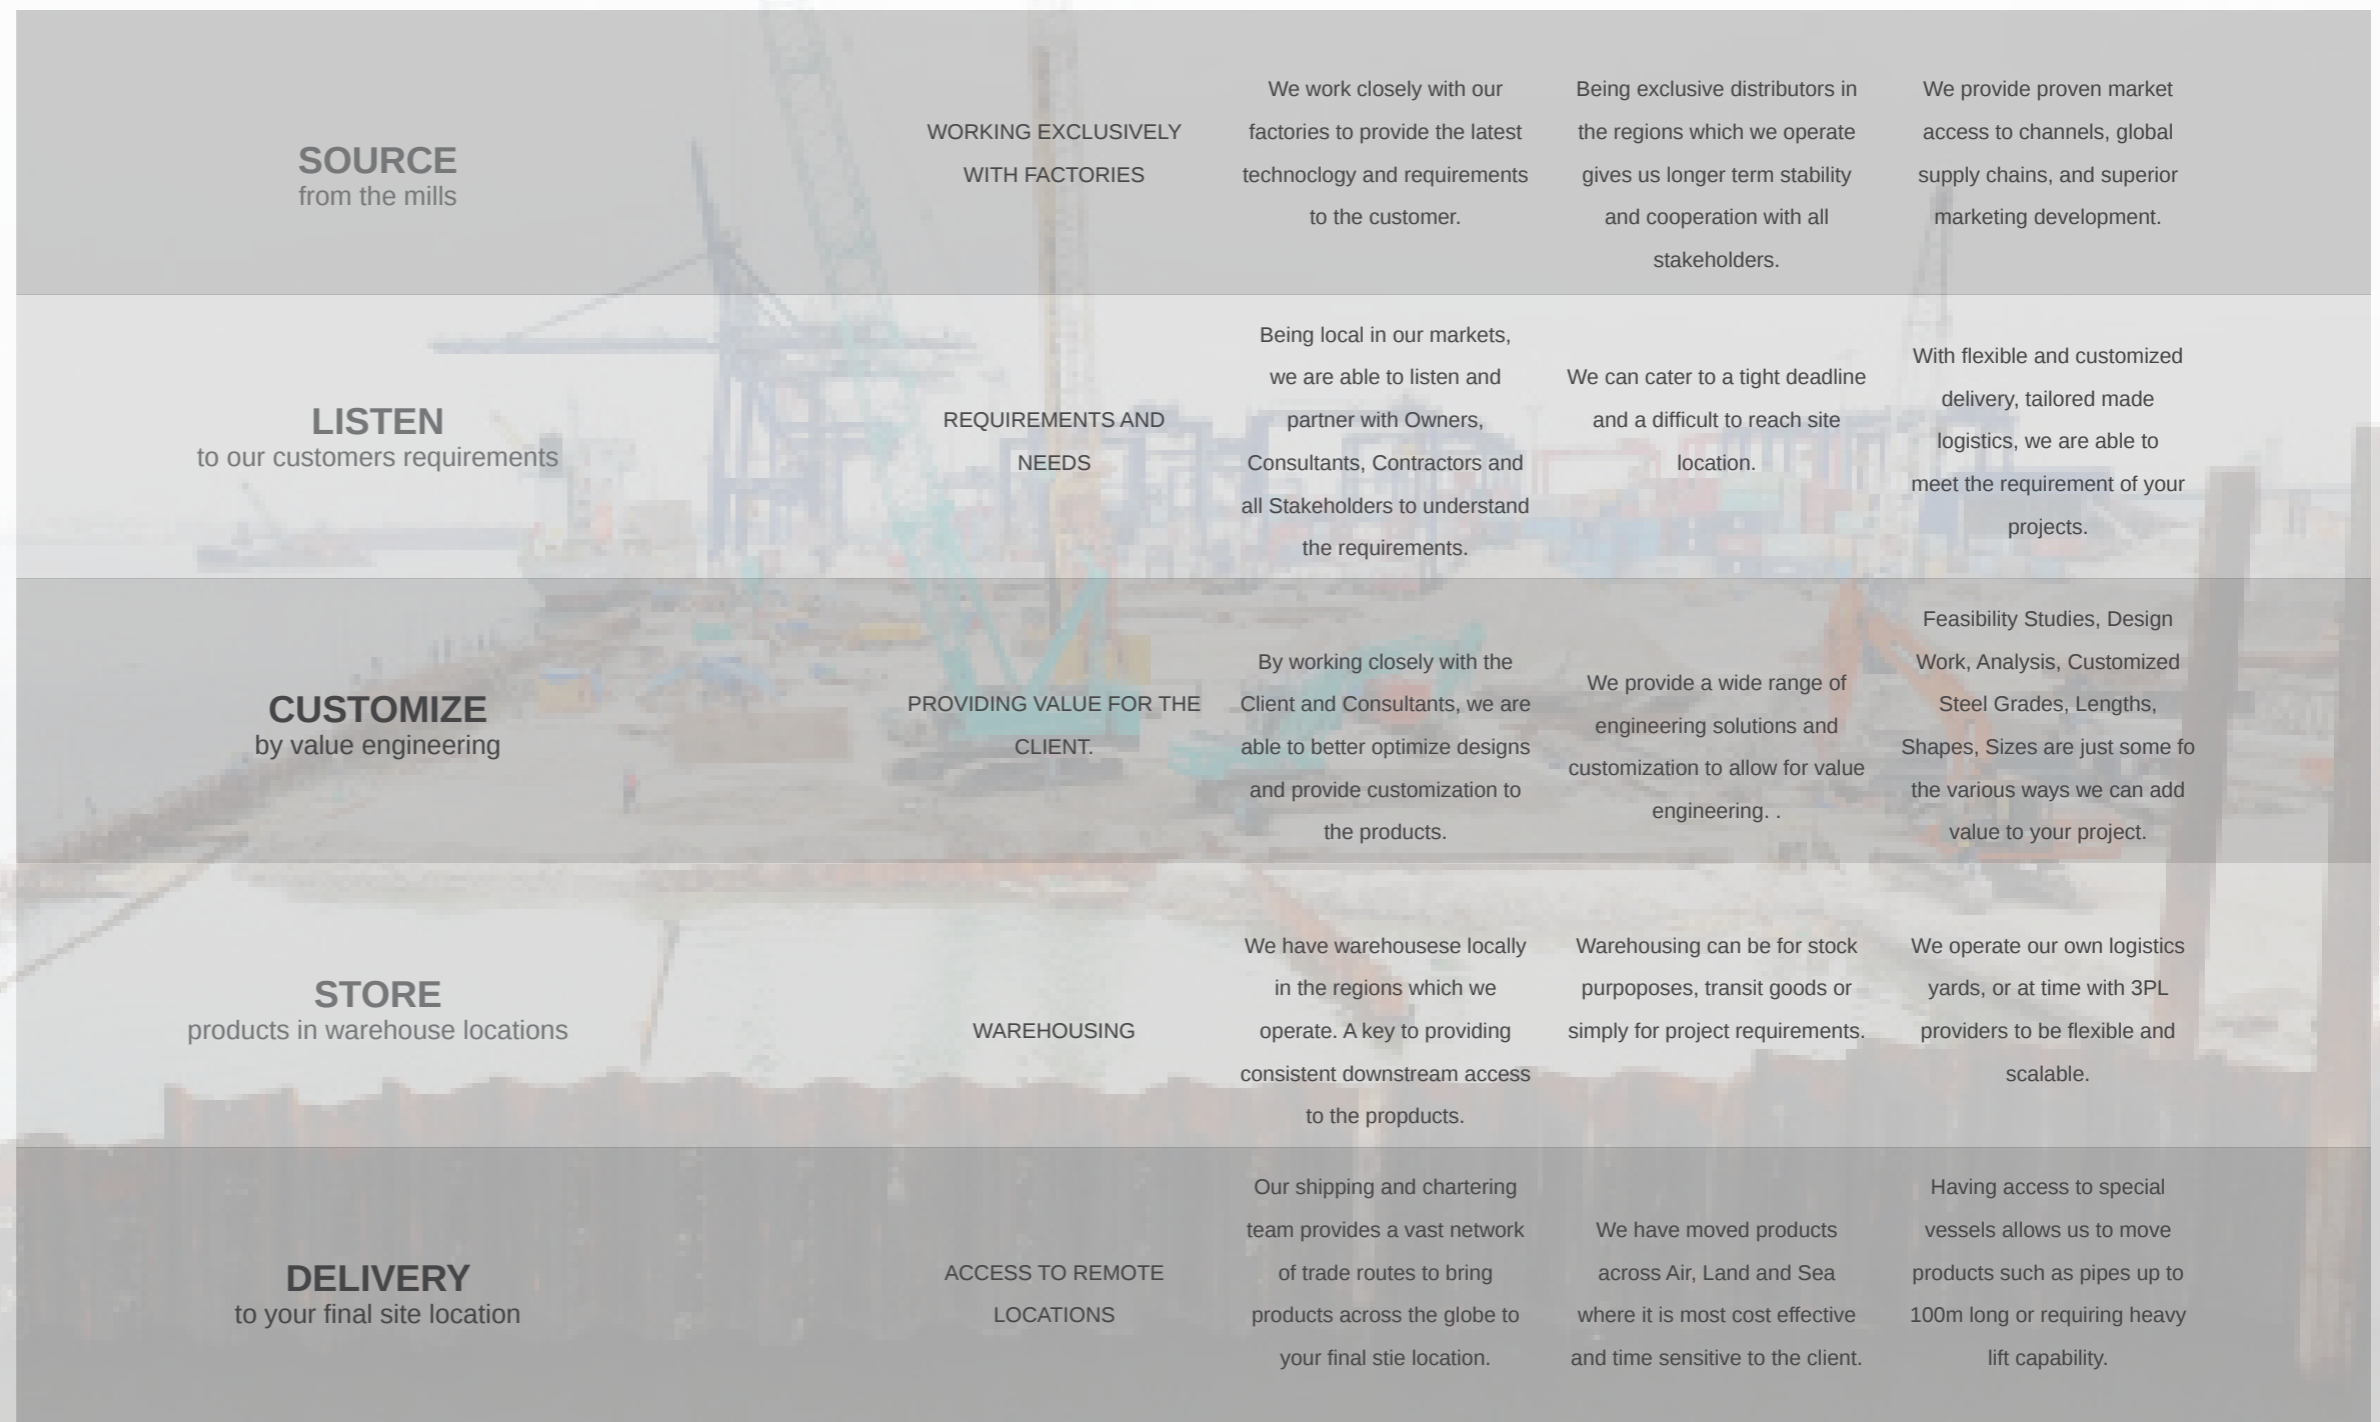 SOURCE
from the mills
WORKING EXCLUSIVELY
WITH FACTORIES
We work closely with our
factories to provide the latest
technoclogy and requirements
to the customer.
Being exclusive distributors in
the regions which we operate
gives us longer term stability
and cooperation with all
stakeholders.
We provide proven market
access to channels, global
supply chains, and superior
marketing development.
LISTEN
to our customers requirements
REQUIREMENTS AND
NEEDS
Being local in our markets,
we are able to listen and
partner with Owners,
Consultants, Contractors and
all Stakeholders to understand
the requirements.
We can cater to a tight deadline
and a difficult to reach site
location.
With flexible and customized
delivery, tailored made
logistics, we are able to
meet the requirement of your
projects.
CUSTOMIZE
by value engineering
PROVIDING VALUE FOR THE
CLIENT.
By working closely with the
Client and Consultants, we are
able to better optimize designs
and provide customization to
the products.
We provide a wide range of
engineering solutions and
customization to allow for value
engineering. .
Feasibility Studies, Design
Work, Analysis, Customized
Steel Grades, Lengths,
Shapes, Sizes are just some fo
the various ways we can add
value to your project.
STORE
products in warehouse locations
WAREHOUSING
We have warehousese locally
in the regions which we
operate. A key to providing
consistent downstream access
to the propducts.
Warehousing can be for stock
purpoposes, transit goods or
simply for project requirements.
We operate our own logistics
yards, or at time with 3PL
providers to be flexible and
scalable.
DELIVERY
to your final site location
ACCESS TO REMOTE
LOCATIONS
Our shipping and chartering
team provides a vast network
of trade routes to bring
products across the globe to
your final stie location.
We have moved products
across Air, Land and Sea
where it is most cost effective
and time sensitive to the client.
Having access to special
vessels allows us to move
products such as pipes up to
100m long or requiring heavy
lift capability.